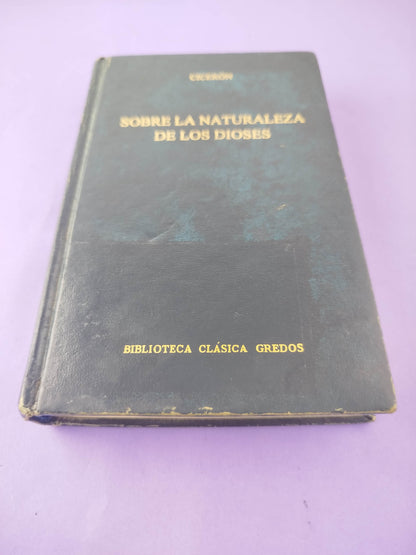 CICERÓN
SOBRE LA NATURALEZA
DE LOS DIOSES
BIBLIOTECA CLÁSICA GREDOS